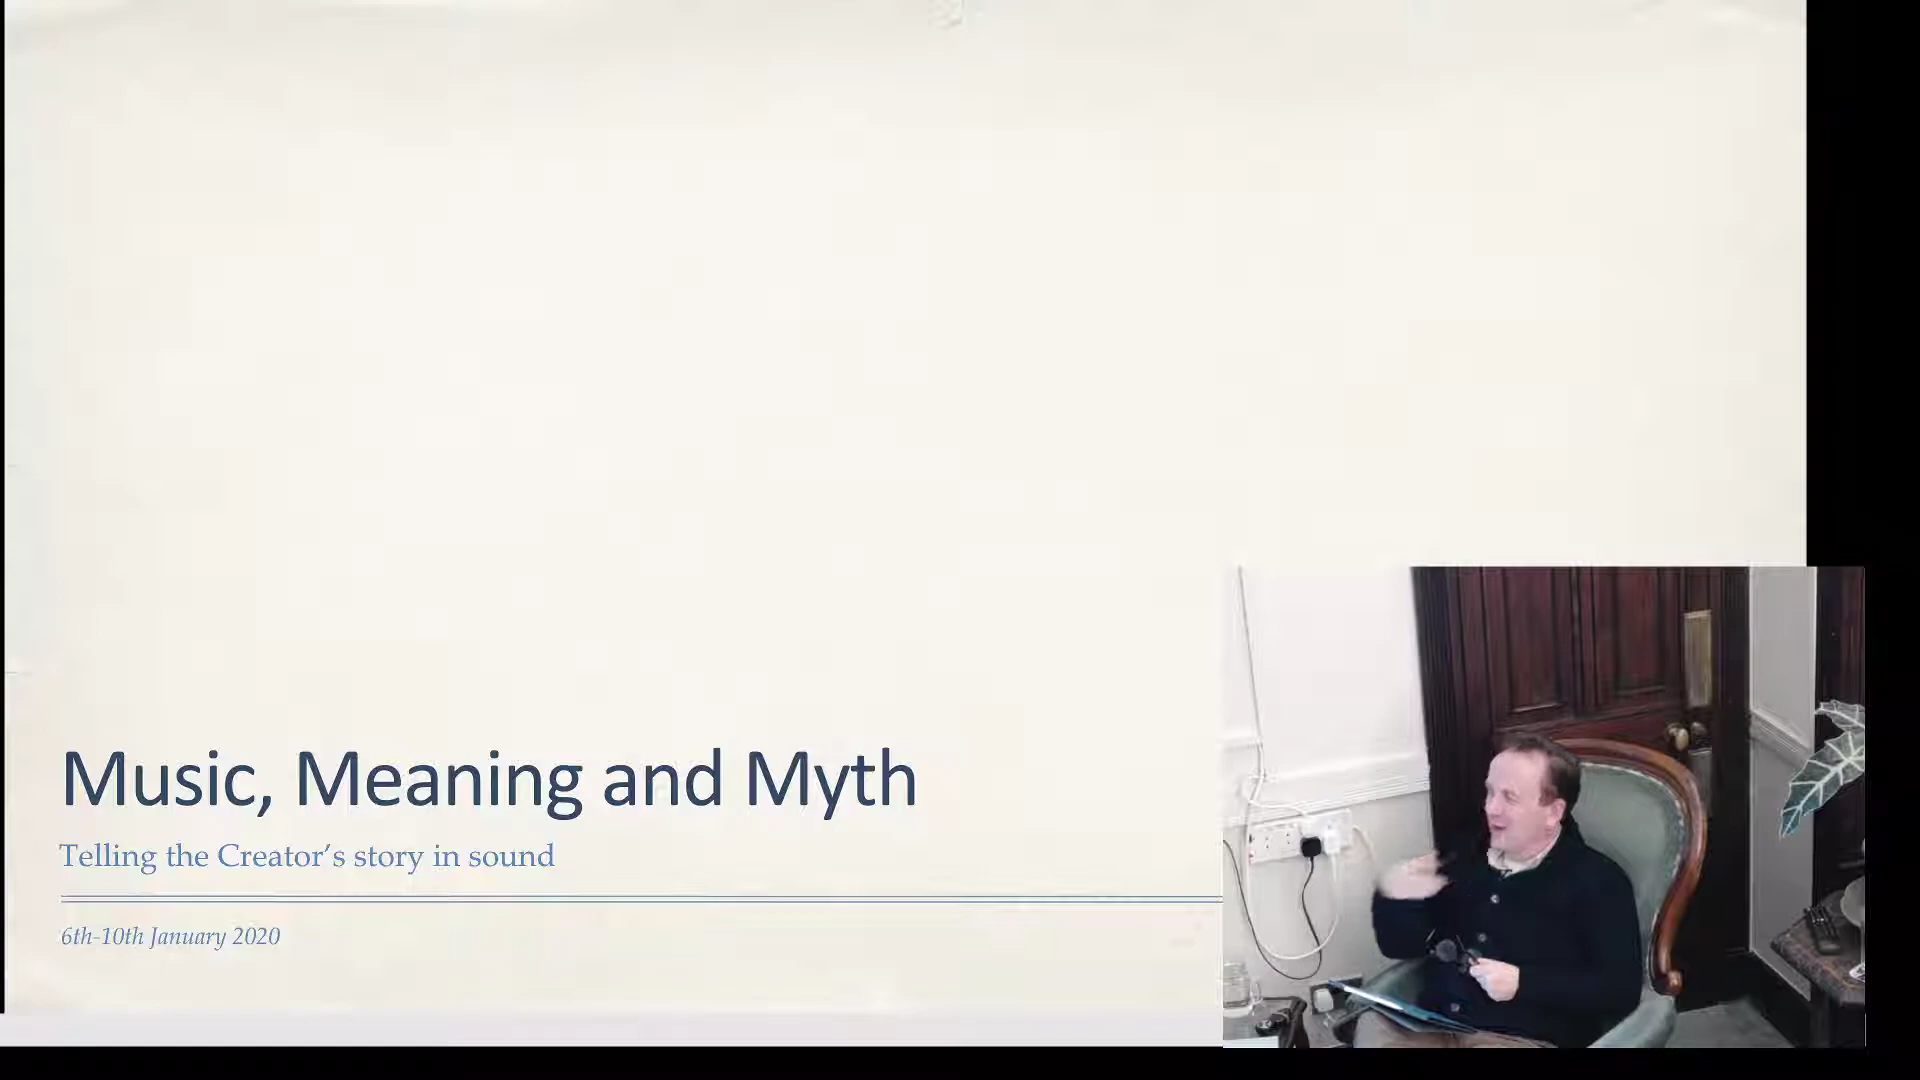 Music, Meaning and Myth
Telling the Creator’s story in sound
6th-10th January 2020